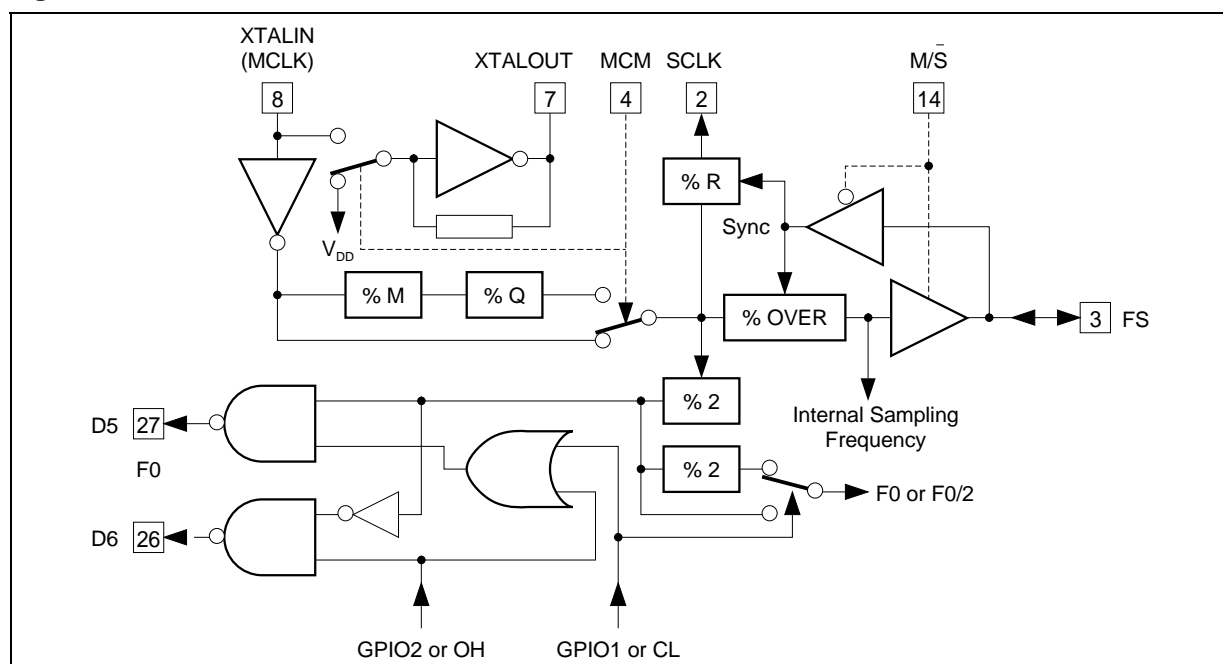 XTALIN
(MCLK)
XTALOUT
MCM
SCLK
M/S̅
8
7
4
2
14
% R
Sync
VDD
% M
% Q
% OVER
3
FS
% 2
Internal Sampling
Frequency
D5
27
F0
% 2
F0 or F0/2
D6
26
GPIO2 or OH
GPIO1 or CL